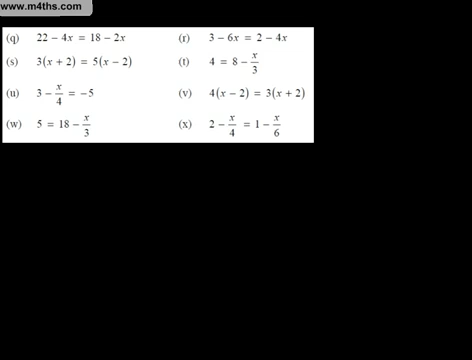 www.m4ths.com
(q) 22 − 4x = 18 − 2x (r) 3 − 6x = 2 − 4x
(s) 3(x + 2) = 5(x − 2) (t) 4 = 8 − x/3
(u) 3 − x/4 = −5 (v) 4(x − 2) = 3(x + 2)
(w) 5 = 18 − x/3 (x) 2 − x/4 = 1 − x/6